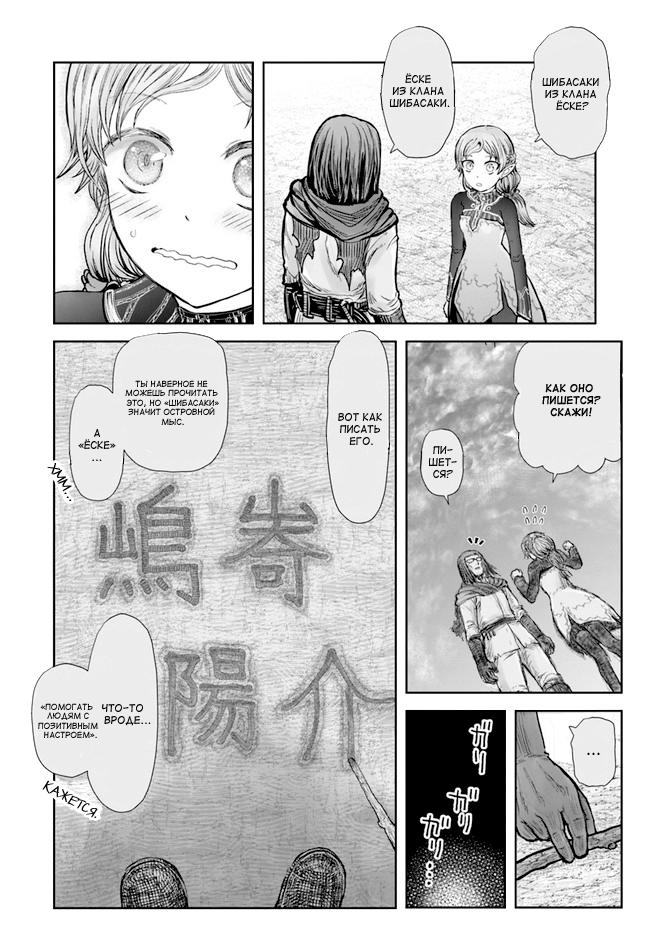 ШИБАСАКИ
ИЗ КЛАНА
ЁСКЕ?
ЁСКЕ
ИЗ КЛАНА
ШИБАСАКИ.
КАК ОНО
ПИШЕТСЯ?
СКАЖИ!
ПИ-
ШЕТ-
СЯ?
...
ガリ
ガリ
ガリ...
ВОТ КАК
ПИСАТЬ
ЕГО.
ТЫ НАВЕРНОЕ НЕ
МОЖЕШЬ ПРОЧИТАТЬ
ЭТО, НО «ШИБАСАКИ»
ЗНАЧИТ ОСТРОВНОЙ
МЫС.
А
«ЁСКЕ»
...
ХММ...
嶋㟢
陽介
ЧТО-ТО
ВРОДЕ...
«ПОМОГАТЬ
ЛЮДЯМ С
ПОЗИТИВНЫМ
НАСТРОЕМ».
КАЖЕТСЯ.